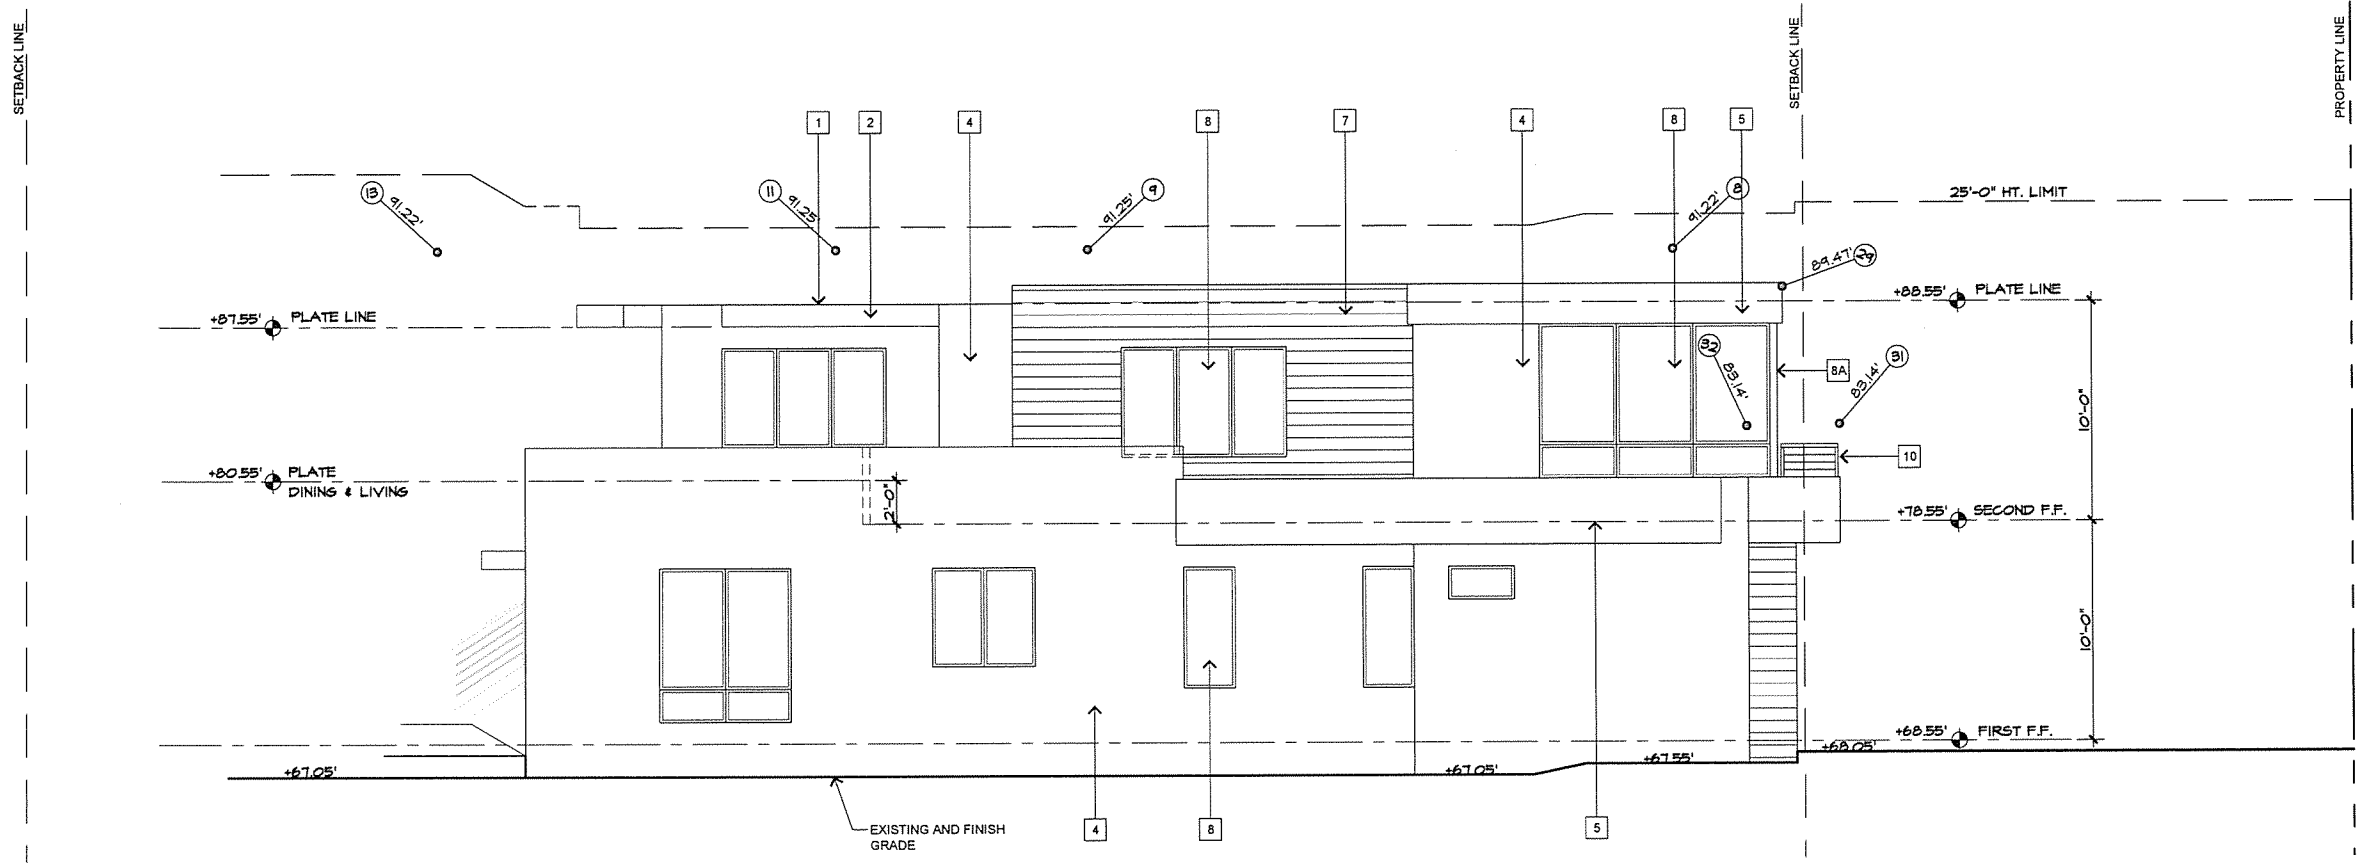 SETBACK LINE
SETBACK LINE
PROPERTY LINE
1
2
4
8
7
4
8
5
13
91.22'
11
91.25'
9
91.25'
8
91.22'
25'-0" HT. LIMIT
89.47'
29
+87.55' PLATE LINE
+88.55' PLATE LINE
32
83.14'
8A
31
83.14'
10'-0"
10
+80.55' PLATE
DINING & LIVING
2'-0"
+78.55' SECOND F.F.
10'-0"
+68.55' FIRST F.F.
+67.05'
+67.05'
+67.55'
+68.05'
EXISTING AND FINISH
GRADE
4
8
5